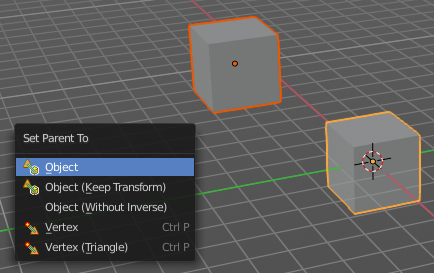 Set Parent To
Object
Object (Keep Transform)
Object (Without Inverse)
Vertex Ctrl P
Vertex (Triangle) Ctrl P